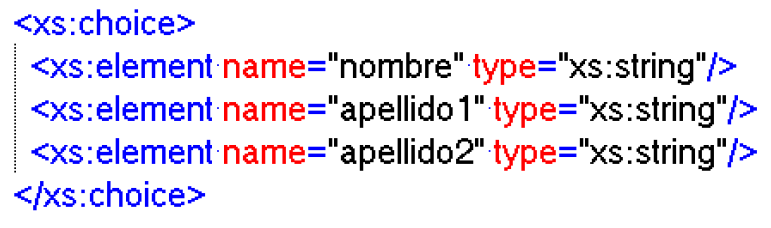 <xs:choice>
<xs:element name="nombre" type="xs:string"/>
<xs:element name="apellido1" type="xs:string"/>
<xs:element name="apellido2" type="xs:string"/>
</xs:choice>